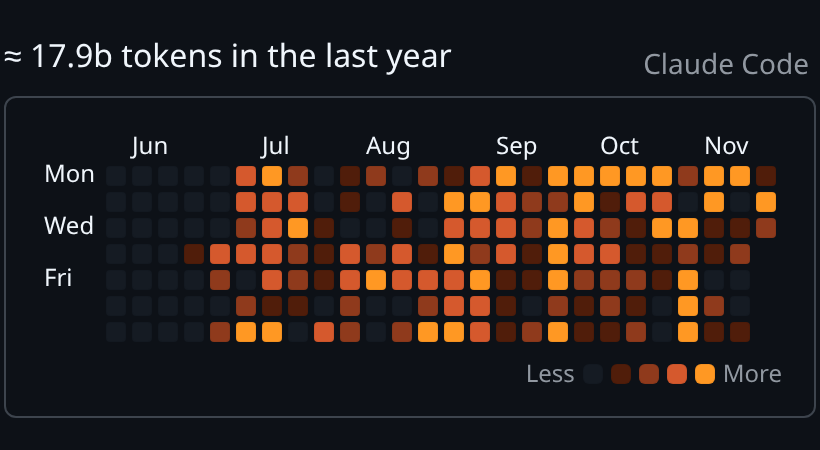 ≈ 17.9b tokens in the last year
Claude Code
Jun Jul Aug Sep Oct Nov
Mon
Wed
Fri
Less More